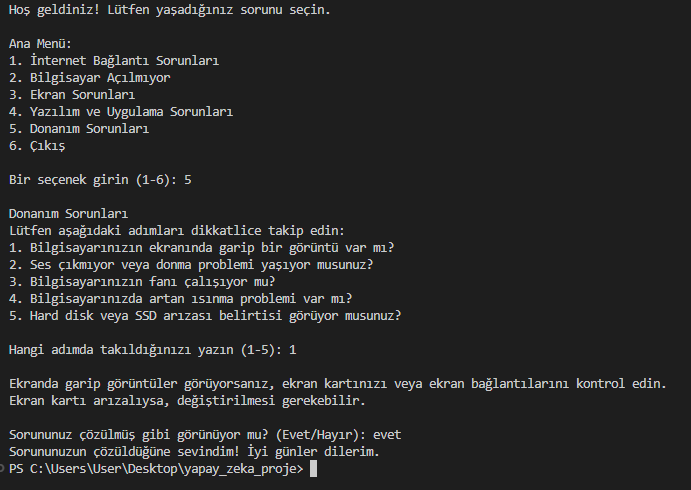 Hoş geldiniz! Lütfen yaşadığınız sorunu seçin.
Ana Menü:
1. İnternet Bağlantı Sorunları
2. Bilgisayar Açılmıyor
3. Ekran Sorunları
4. Yazılım ve Uygulama Sorunları
5. Donanım Sorunları
6. Çıkış
Bir seçenek girin (1-6): 5
Donanım Sorunları
Lütfen aşağıdaki adımları dikkatlice takip edin:
1. Bilgisayarınızın ekranında garip bir görüntü var mı?
2. Ses çıkmıyor veya donma problemi yaşıyor musunuz?
3. Bilgisayarınızın fanı çalışıyor mu?
4. Bilgisayarınızda artan ısınma problemi var mı?
5. Hard disk veya SSD arızası belirtisi görüyor musunuz?
Hangi adımda takıldığınızı yazın (1-5): 1
Ekranda garip görüntüler görüyorsanız, ekran kartınızı veya ekran bağlantılarını kontrol edin.
Ekran kartı arızalıysa, değiştirilmesi gerekebilir.
Sorununuz çözülmüş gibi görünüyor mu? (Evet/Hayır): evet
Sorununuzun çözüldüğüne sevindim! İyi günler dilerim.
PS C:\Users\User\Desktop\yapay_zeka_proje>